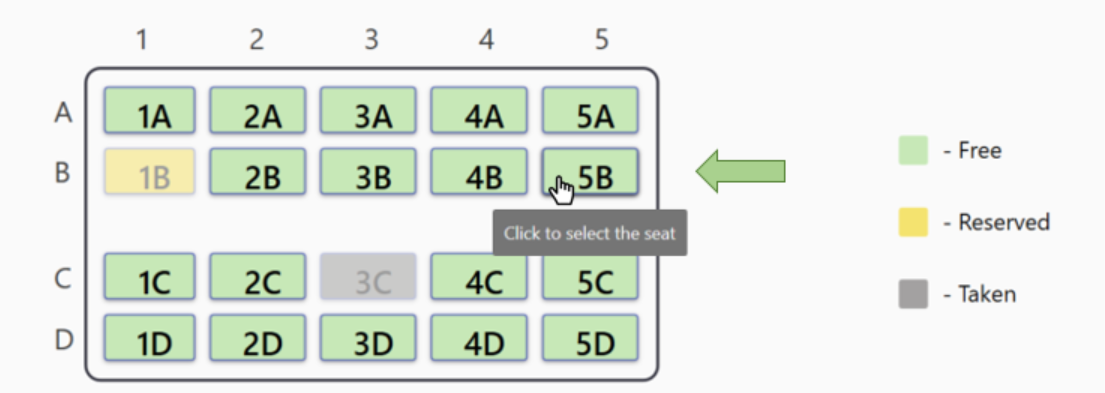 1 2 3 4 5
A 1A 2A 3A 4A 5A
B 1B 2B 3B 4B 5B
Click to select the seat
C 1C 2C 3C 4C 5C
D 1D 2D 3D 4D 5D
- Free
- Reserved
- Taken